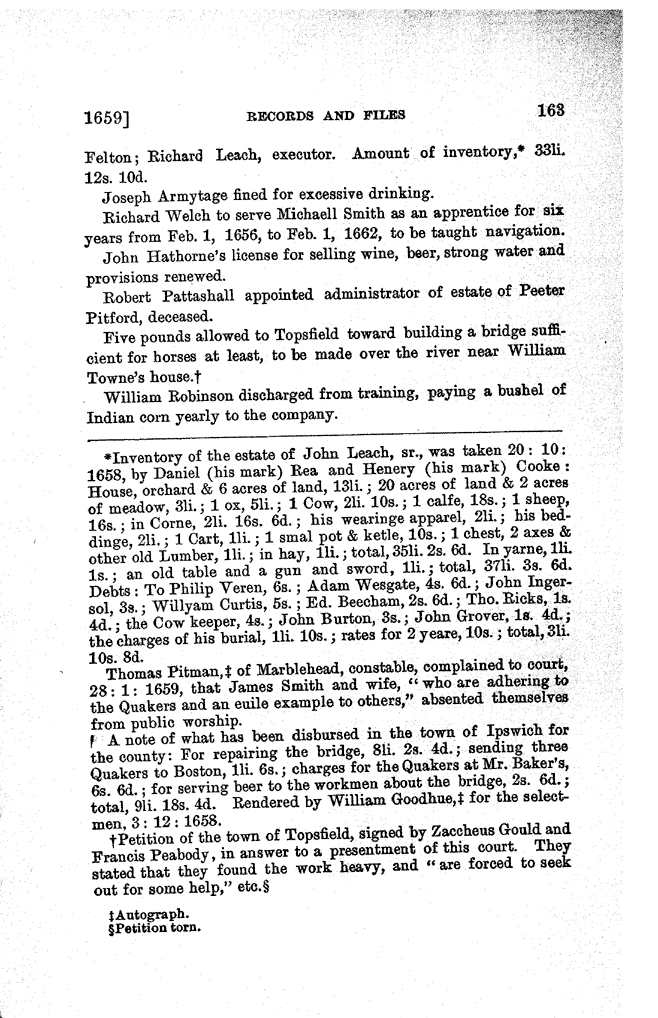 1659] RECORDS AND FILES 163
Felton; Richard Leach, executor. Amount of inventory,* 33li.
12s. 10d.
Joseph Armytage fined for excessive drinking.
Richard Welch to serve Michaell Smith as an apprentice for six
years from Feb. 1, 1656, to Feb. 1, 1662, to be taught navigation.
John Hathorne's license for selling wine, beer, strong water and
provisions renewed.
Robert Pattashall appointed administrator of estate of Peeter
Pitford, deceased.
Five pounds allowed to Topsfield toward building a bridge suffi-
cient for horses at least, to be made over the river near William
Towne's house.†
William Robinson discharged from training, paying a bushel of
Indian corn yearly to the company.
*Inventory of the estate of John Leach, sr., was taken 20 : 10 :
1658, by Daniel (his mark) Rea and Henery (his mark) Cooke :
House, orchard & 6 acres of land, 13li. ; 20 acres of land & 2 acres
of meadow, 3li. ; 1 ox, 5li. ; 1 Cow, 2li. 10s. ; 1 calfe, 18s. ; 1 sheep,
16s. ; in Corne, 2li. 16s. 6d. ; his wearinge apparel, 2li. ; his bed-
dinge, 2li. ; 1 Cart, 1li. ; 1 smal pot & ketle, 10s. ; 1 chest, 2 axes &
other old Lumber, 1li. ; in hay, 1li. ; total, 35li. 2s. 6d. In yarne, 1li.
1s. ; an old table and a gun and sword, 1li. ; total, 37li. 3s. 6d.
Debts : To Philip Veren, 6s. ; Adam Wesgate, 4s. 6d. ; John Inger-
sol, 3s. ; Willyam Curtis, 5s. ; Ed. Beecham, 2s. 6d. ; Tho. Ricks, 1s.
4d. ; the Cow keeper, 4s. ; John Burton, 3s. ; John Grover, 1s. 4d. ;
the charges of his burial, 1li. 10s. ; rates for 2 yeare, 10s. ; total, 3li.
10s. 8d.
Thomas Pitman,‡ of Marblehead, constable, complained to court,
28 : 1 : 1659, that James Smith and wife, "who are adhering to
the Quakers and an euile example to others," absented themselves
from public worship.
A note of what has been disbursed in the town of Ipswich for
the county : For repairing the bridge, 8li. 2s. 4d. ; sending three
Quakers to Boston, 1li. 6s. ; charges for the Quakers at Mr. Baker's,
6s. 6d. ; for serving beer to the workmen about the bridge, 2s. 6d. ;
total, 9li. 18s. 4d. Rendered by William Goodhue,‡ for the select-
men, 3 : 12 : 1658.
†Petition of the town of Topsfield, signed by Zaccheus Gould and
Francis Peabody, in answer to a presentment of this court. They
stated that they found the work heavy, and "are forced to seek
out for some help," etc.§
‡Autograph.
§Petition torn.